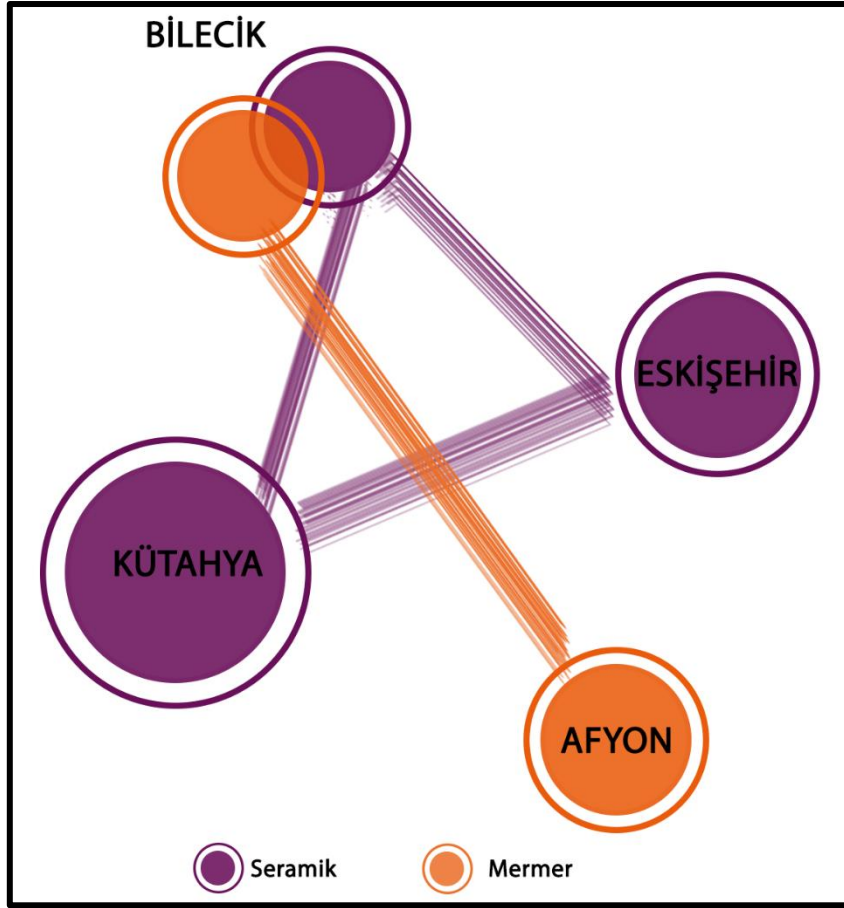 BİLECİK
ESKİŞEHİR
KÜTAHYA
AFYON
Seramik
Mermer